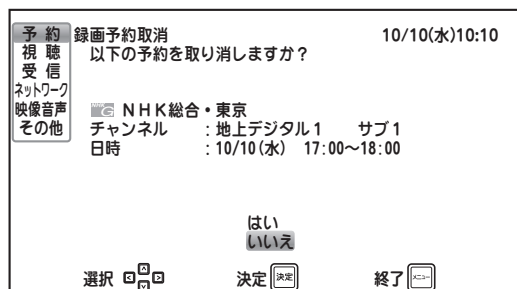 予 約
視 聴
受 信
ネットワーク
映像音声
その他
録画予約取消 10/10(水)10:10
以下の予約を取り消しますか?
NHK G NHK総合・東京
チャンネル :地上デジタル1 サブ1
日時 :10/10(水) 17:00〜18:00
はい
いいえ
選択 決定 決定 終了 メニュー